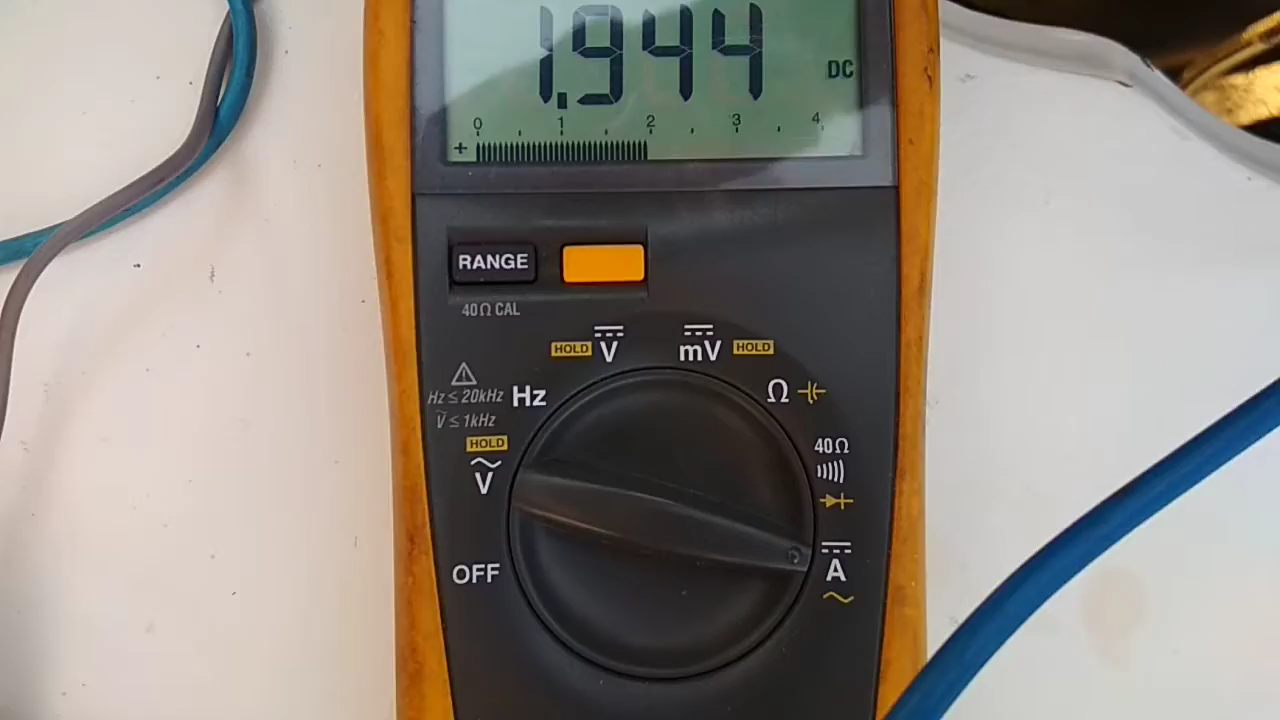 1.944
DC
0 1 2 3 4
+
RANGE
40Ω CAL
HOLD V
mV HOLD
Hz ≤ 20kHz
Hz
V ≤ 1kHz
HOLD
V
Ω
40Ω
OFF
A